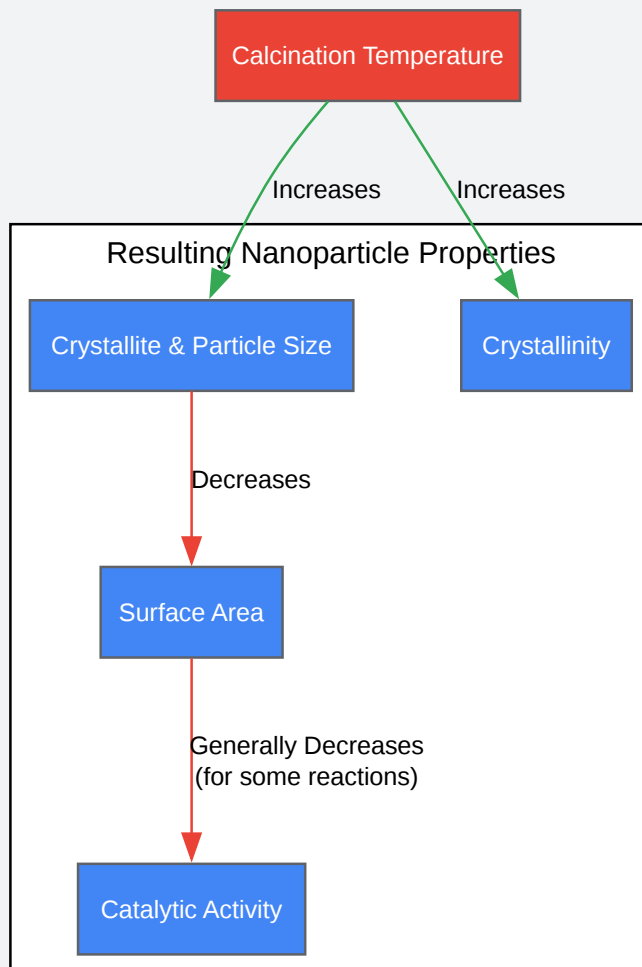 Calcination Temperature
Increases
Increases
Resulting Nanoparticle Properties
Crystallite & Particle Size
Crystallinity
Decreases
Surface Area
Generally Decreases
(for some reactions)
Catalytic Activity